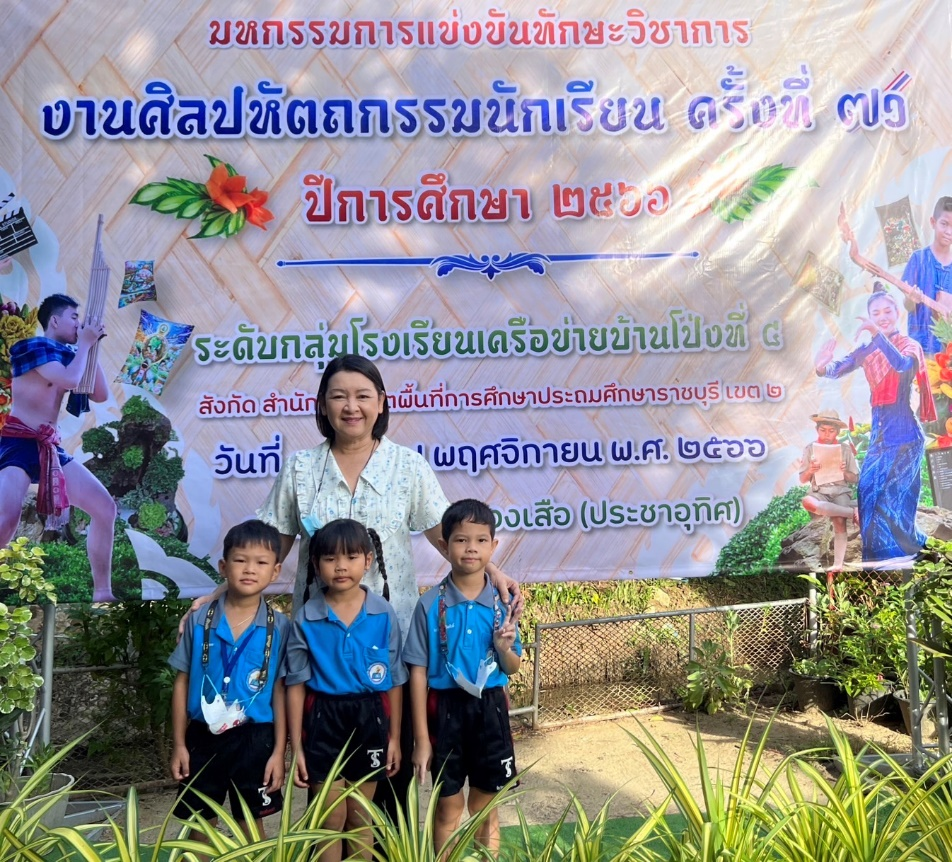 มหกรรมการแข่งขันทักษะวิชาการ
งานศิลปหัตถกรรมนักเรียน ครั้งที่ ๗๑
ปีการศึกษา ๒๕๖๖
ระดับกลุ่มโรงเรียนเครือข่ายบ้านโป่งที่ ๔
สังกัด พื้นที่การศึกษาประถมศึกษาราชบุรี เขต ๒
วันที่ พฤศจิกายน พ.ศ. ๒๕๖๖
องเสือ (ประชาอุทิศ)